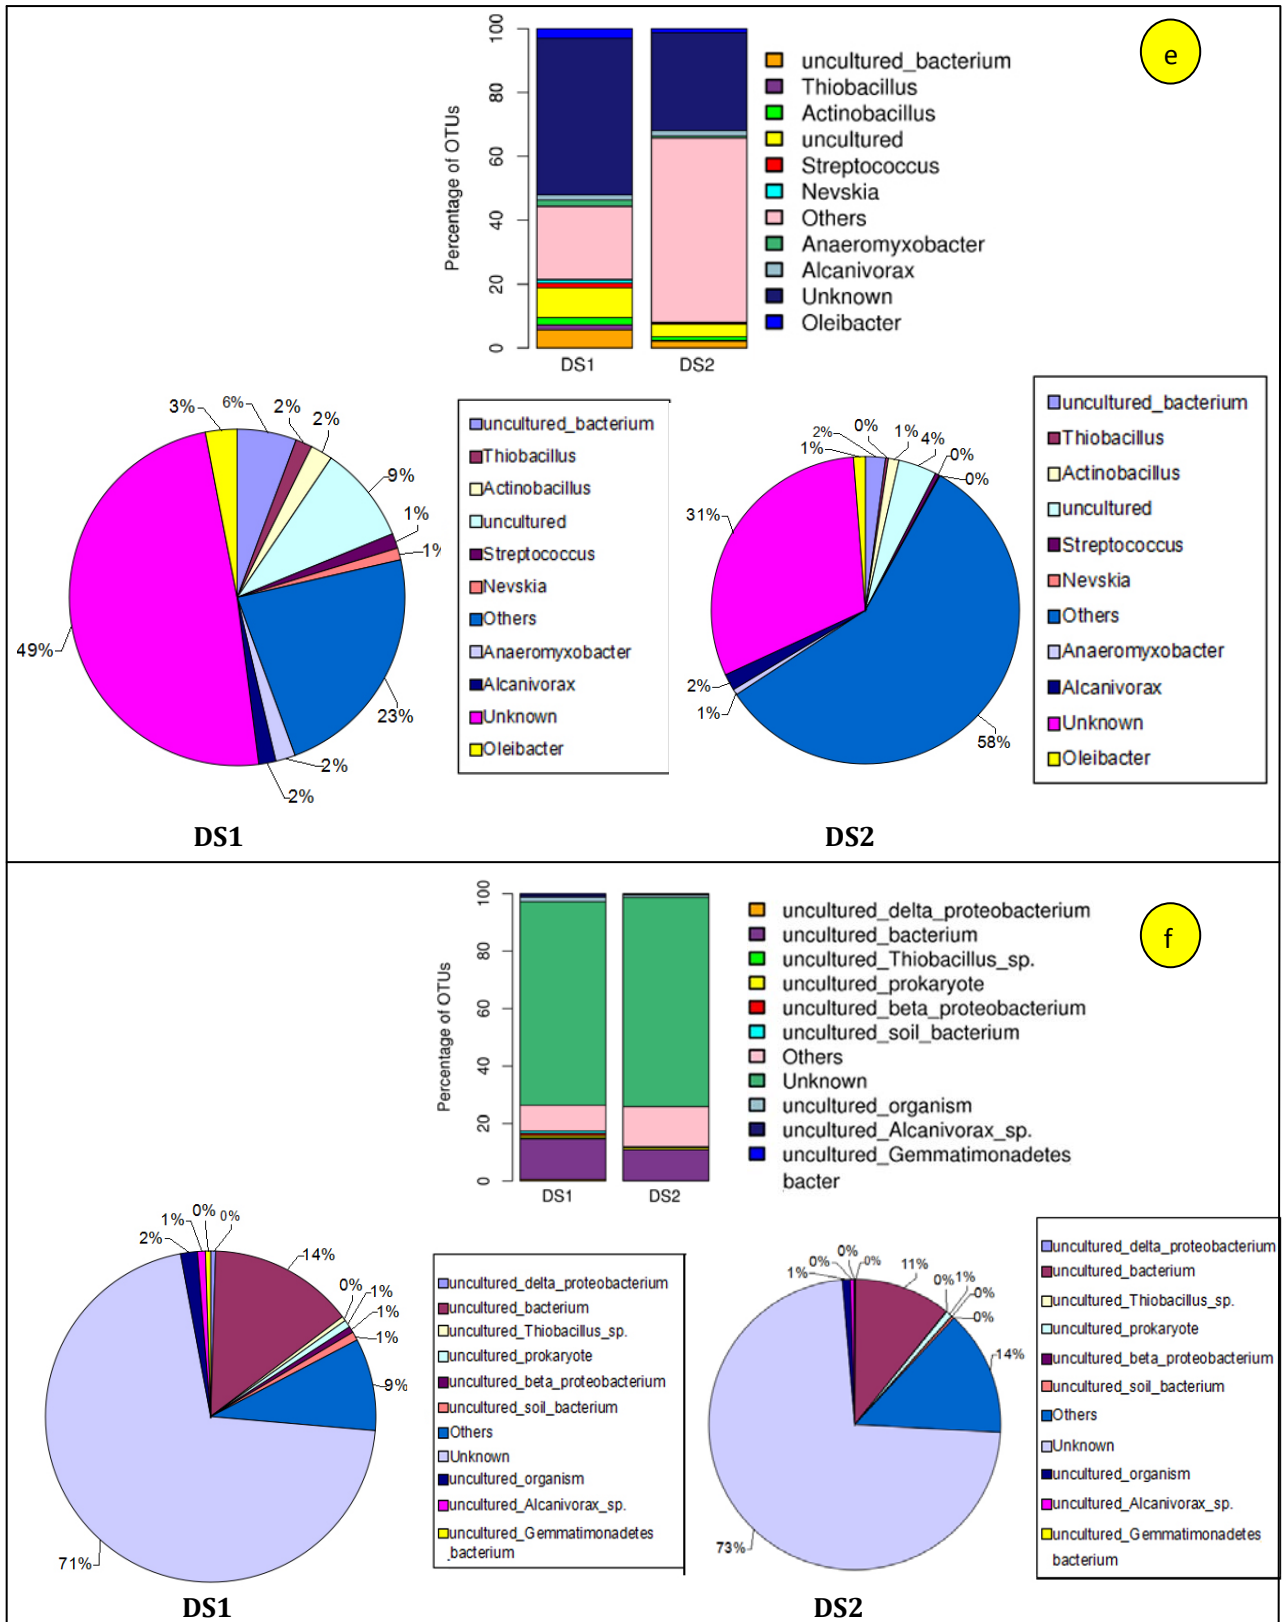 e
Percentage of OTUs
100
80
60
40
20
0
DS1
DS2
uncultured_bacterium
Thiobacillus
Actinobacillus
uncultured
Streptococcus
Nevskia
Others
Anaeromyxobacter
Alcanivorax
Unknown
Oleibacter
3%
6%
2%
2%
9%
1%
1%
23%
2%
2%
49%
uncultured_bacterium
Thiobacillus
Actinobacillus
uncultured
Streptococcus
Nevskia
Others
Anaeromyxobacter
Alcanivorax
Unknown
Oleibacter
DS1
1%
2%
0%
1%
4%
0%
0%
58%
1%
2%
31%
uncultured_bacterium
Thiobacillus
Actinobacillus
uncultured
Streptococcus
Nevskia
Others
Anaeromyxobacter
Alcanivorax
Unknown
Oleibacter
DS2
f
Percentage of OTUs
100
80
60
40
20
0
DS1
DS2
uncultured_delta_proteobacterium
uncultured_bacterium
uncultured_Thiobacillus_sp.
uncultured_prokaryote
uncultured_beta_proteobacterium
uncultured_soil_bacterium
Others
Unknown
uncultured_organism
uncultured_Alcanivorax_sp.
uncultured_Gemmatimonadetes
bacter
2%
1%
0%
0%
14%
0%
1%
1%
1%
9%
71%
uncultured_delta_proteobacterium
uncultured_bacterium
uncultured_Thiobacillus_sp.
uncultured_prokaryote
uncultured_beta_proteobacterium
uncultured_soil_bacterium
Others
Unknown
uncultured_organism
uncultured_Alcanivorax_sp.
uncultured_Gemmatimonadetes
_bacterium
DS1
1%
0%
0%
0%
11%
0%
1%
0%
0%
14%
73%
uncultured_delta_proteobacterium
uncultured_bacterium
uncultured_Thiobacillus_sp.
uncultured_prokaryote
uncultured_beta_proteobacterium
uncultured_soil_bacterium
Others
Unknown
uncultured_organism
uncultured_Alcanivorax_sp.
uncultured_Gemmatimonadetes
bacterium
DS2